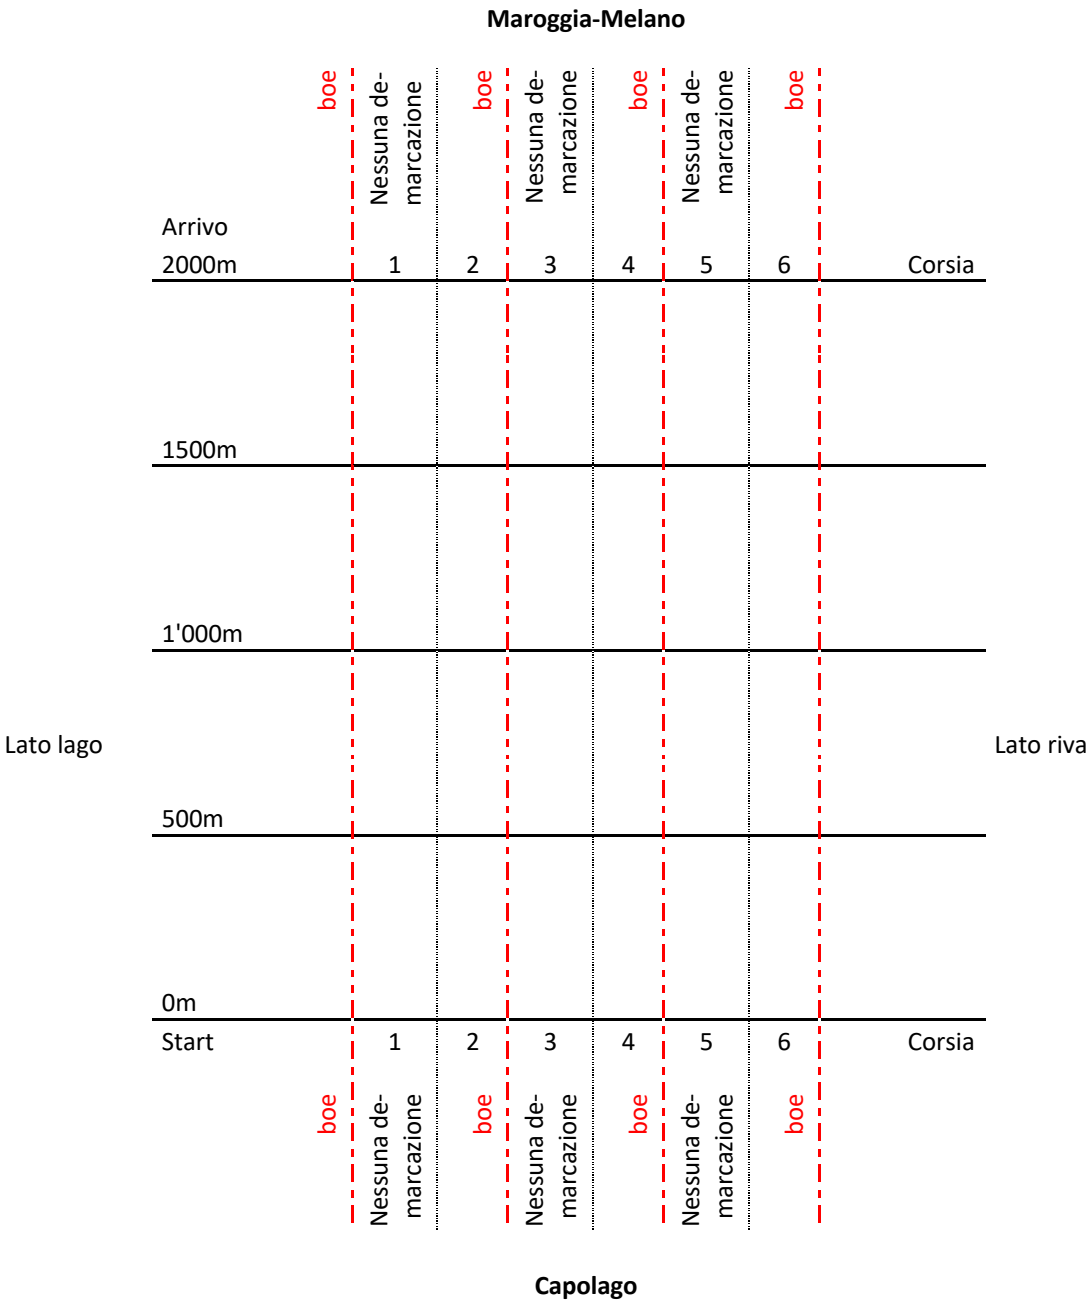 Maroggia-Melano
boe
Nessuna de-
marcazione
boe
Nessuna de-
marcazione
boe
Nessuna de-
marcazione
boe
Arrivo
2000m 1 2 3 4 5 6 Corsia
1500m
1'000m
Lato lago
Lato riva
500m
0m
Start 1 2 3 4 5 6 Corsia
boe
Nessuna de-
marcazione
boe
Nessuna de-
marcazione
boe
Nessuna de-
marcazione
boe
Capolago